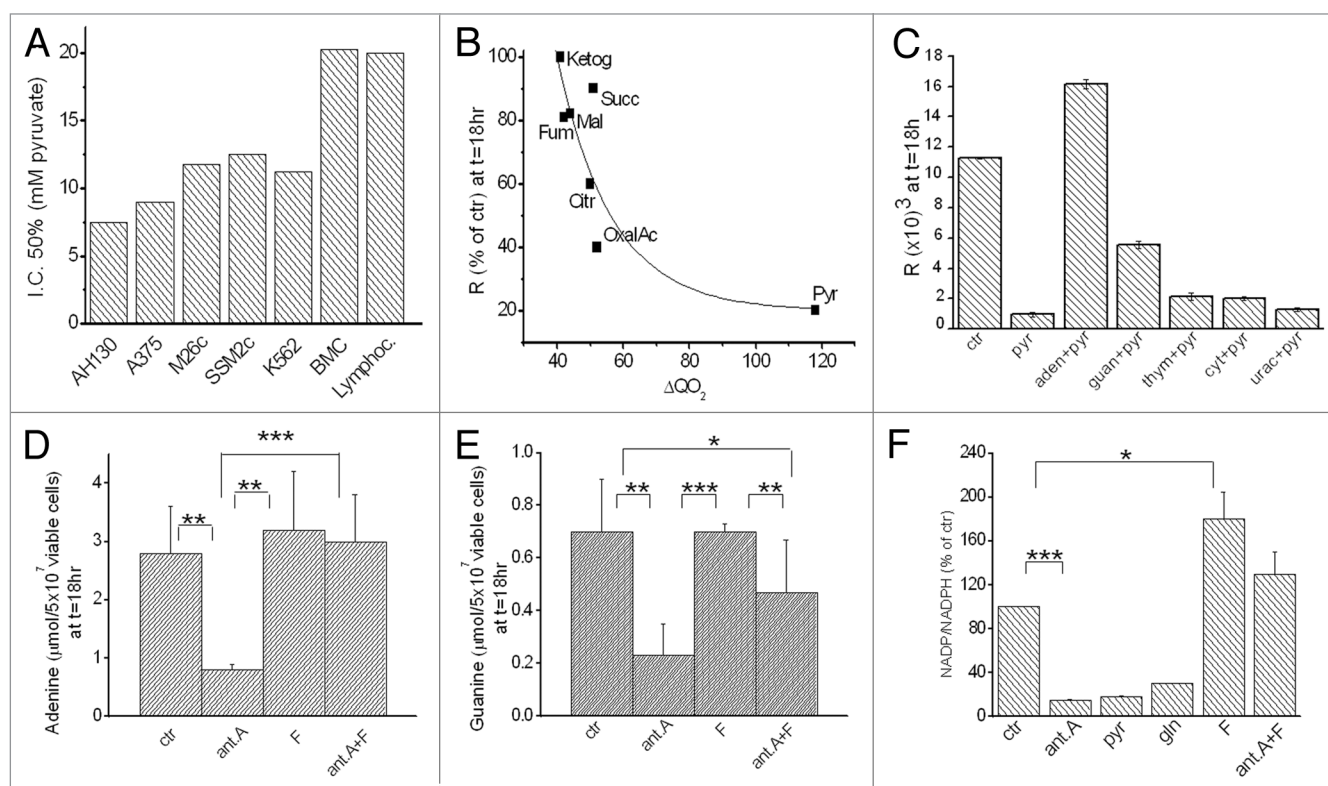 A
I.C. 50% (mM pyruvate)
20
15
10
5
0
AH130
A375
M26c
SSM2c
K562
BMC
Lymphoc.
B
R (% of ctr) at t=18hr
100
80
60
40
20
Ketog
Succ
Mal
Fum
Citr
OxalAc
Pyr
40
60
80
100
120
ΔQO₂
C
R (x10)³ at t=18h
18
16
14
12
10
8
6
4
2
0
ctr
pyr
aden+pyr
guan+pyr
thym+pyr
cyt+pyr
urac+pyr
D
Adenine (μmol/5x10⁷ viable cells)
at t=18hr
4
3
2
1
0
***
**
**
ctr
ant.A
F
ant.A+F
E
Guanine (μmol/5x10⁷ viable cells)
at t=18hr
1.0
0.8
0.6
0.4
0.2
0.0
*
**
***
**
ctr
ant.A
F
ant.A+F
F
NADP/NADPH (% of ctr)
240
200
160
120
80
40
0
*
***
ctr
ant.A
pyr
gln
F
ant.A+F